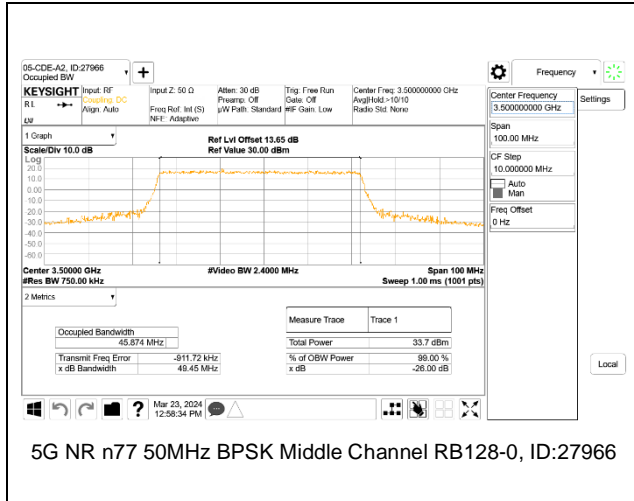 05-CDE-A2, ID:27966
Occupied BW
Frequency
KEYSIGHT Input: RF Input Z: 50 Ω Atten: 30 dB Trig: Free Run Center Freq: 3.500000000 GHz
Coupling: DC Preamp: Off Gate: Off Avg|Hold:>10/10
Align: Auto Freq Ref: Int (S) µW Path: Standard #IF Gain: Low Radio Std: None
NFE: Adaptive
Center Frequency
3.500000000 GHz
Settings
Span
100.00 MHz
CF Step
10.000000 MHz
Auto
Man
Freq Offset
0 Hz
Local
1 Graph
Ref Lvl Offset 13.65 dB
Scale/Div 10.0 dB Ref Value 30.00 dBm
Log
20.0
10.0
0.00
-10.0
-20.0
-30.0
-40.0
-50.0
-60.0
Center 3.50000 GHz #Video BW 2.4000 MHz Span 100 MHz
#Res BW 750.00 kHz Sweep 1.00 ms (1001 pts)
2 Metrics
Measure Trace Trace 1
Occupied Bandwidth
45.874 MHz Total Power 33.7 dBm
Transmit Freq Error -911.72 kHz % of OBW Power 99.00 %
x dB Bandwidth 49.45 MHz x dB -26.00 dB
Mar 23, 2024
12:58:34 PM
5G NR n77 50MHz BPSK Middle Channel RB128-0, ID:27966